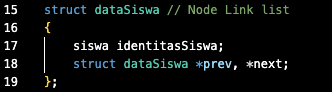 15 struct dataSiswa // Node Link list
16 {
17 siswa identitasSiswa;
18 struct dataSiswa *prev, *next;
19 };